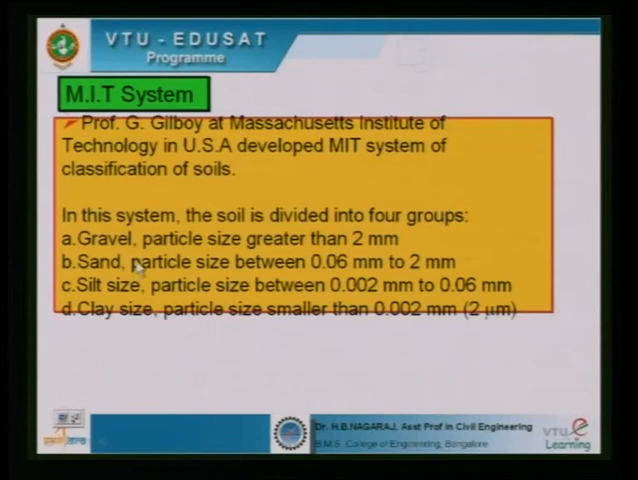 VTU - EDUSAT
Programme
M.I.T System
Prof. G. Gilboy at Massachusetts Institute of
Technology in U.S.A developed MIT system of
classification of soils.
In this system, the soil is divided into four groups:
a.Gravel, particle size greater than 2 mm
b.Sand, particle size between 0.06 mm to 2 mm
c.Silt size, particle size between 0.002 mm to 0.06 mm
d.Clay size, particle size smaller than 0.002 mm (2 μm)
Dr. H.B.NAGARAJ, Asst Prof in Civil Engineering
B.M.S. College of Engineering, Bangalore
VTU e
Learning